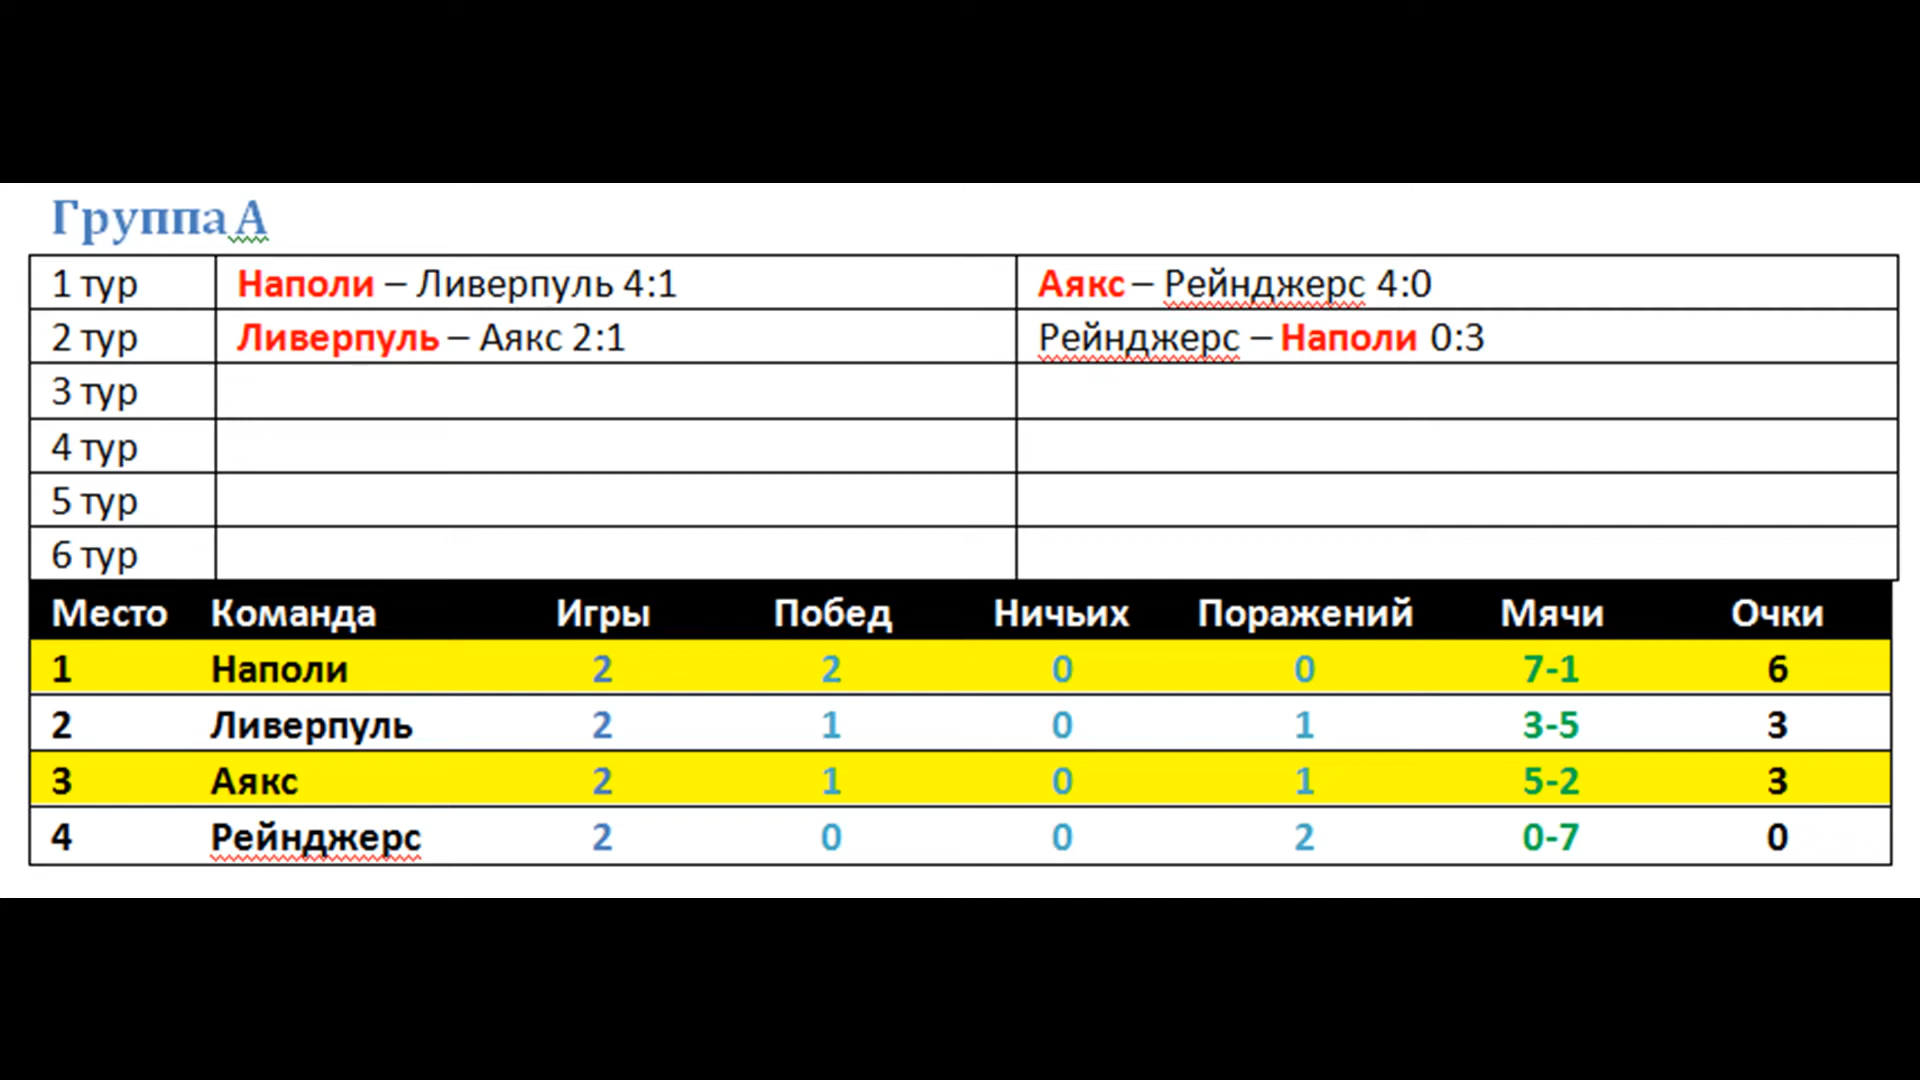 Группа А
1 тур Наполи – Ливерпуль 4:1 Аякс – Рейнджерс 4:0
2 тур Ливерпуль – Аякс 2:1 Рейнджерс – Наполи 0:3
3 тур
4 тур
5 тур
6 тур
Место Команда Игры Побед Ничьих Поражений Мячи Очки
1 Наполи 2 2 0 0 7-1 6
2 Ливерпуль 2 1 0 1 3-5 3
3 Аякс 2 1 0 1 5-2 3
4 Рейнджерс 2 0 0 2 0-7 0